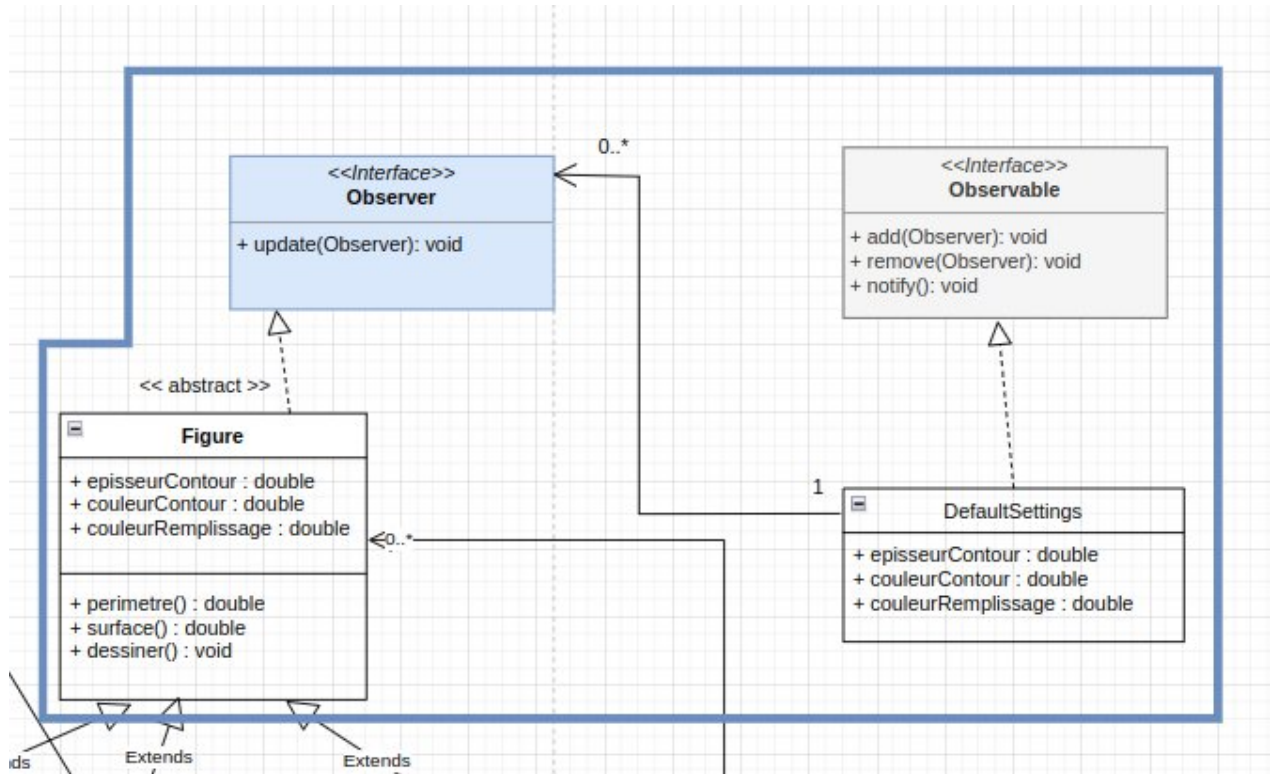 0..*
<<Interface>>
Observer
+ update(Observer): void
<<Interface>>
Observable
+ add(Observer): void
+ remove(Observer): void
+ notify(): void
<< abstract >>
Figure
+ episseurContour : double
+ couleurContour : double
+ couleurRemplissage : double
+ perimetre() : double
+ surface() : double
+ dessiner() : void
0..*
1
DefaultSettings
+ episseurContour : double
+ couleurContour : double
+ couleurRemplissage : double
Extends
Extends